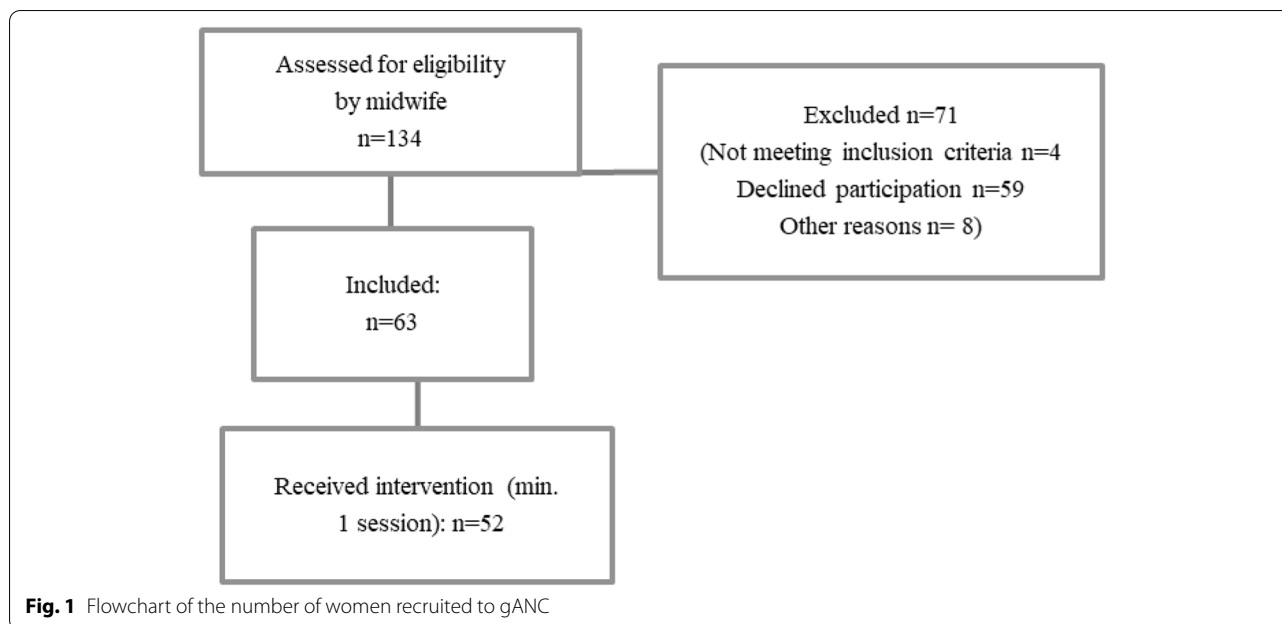 Assessed for eligibility
by midwife
n=134
Excluded n=71
(Not meeting inclusion criteria n=4
Declined participation n=59
Other reasons n= 8)
Included:
n=63
Received intervention (min.
1 session): n=52
Fig. 1 Flowchart of the number of women recruited to gANC